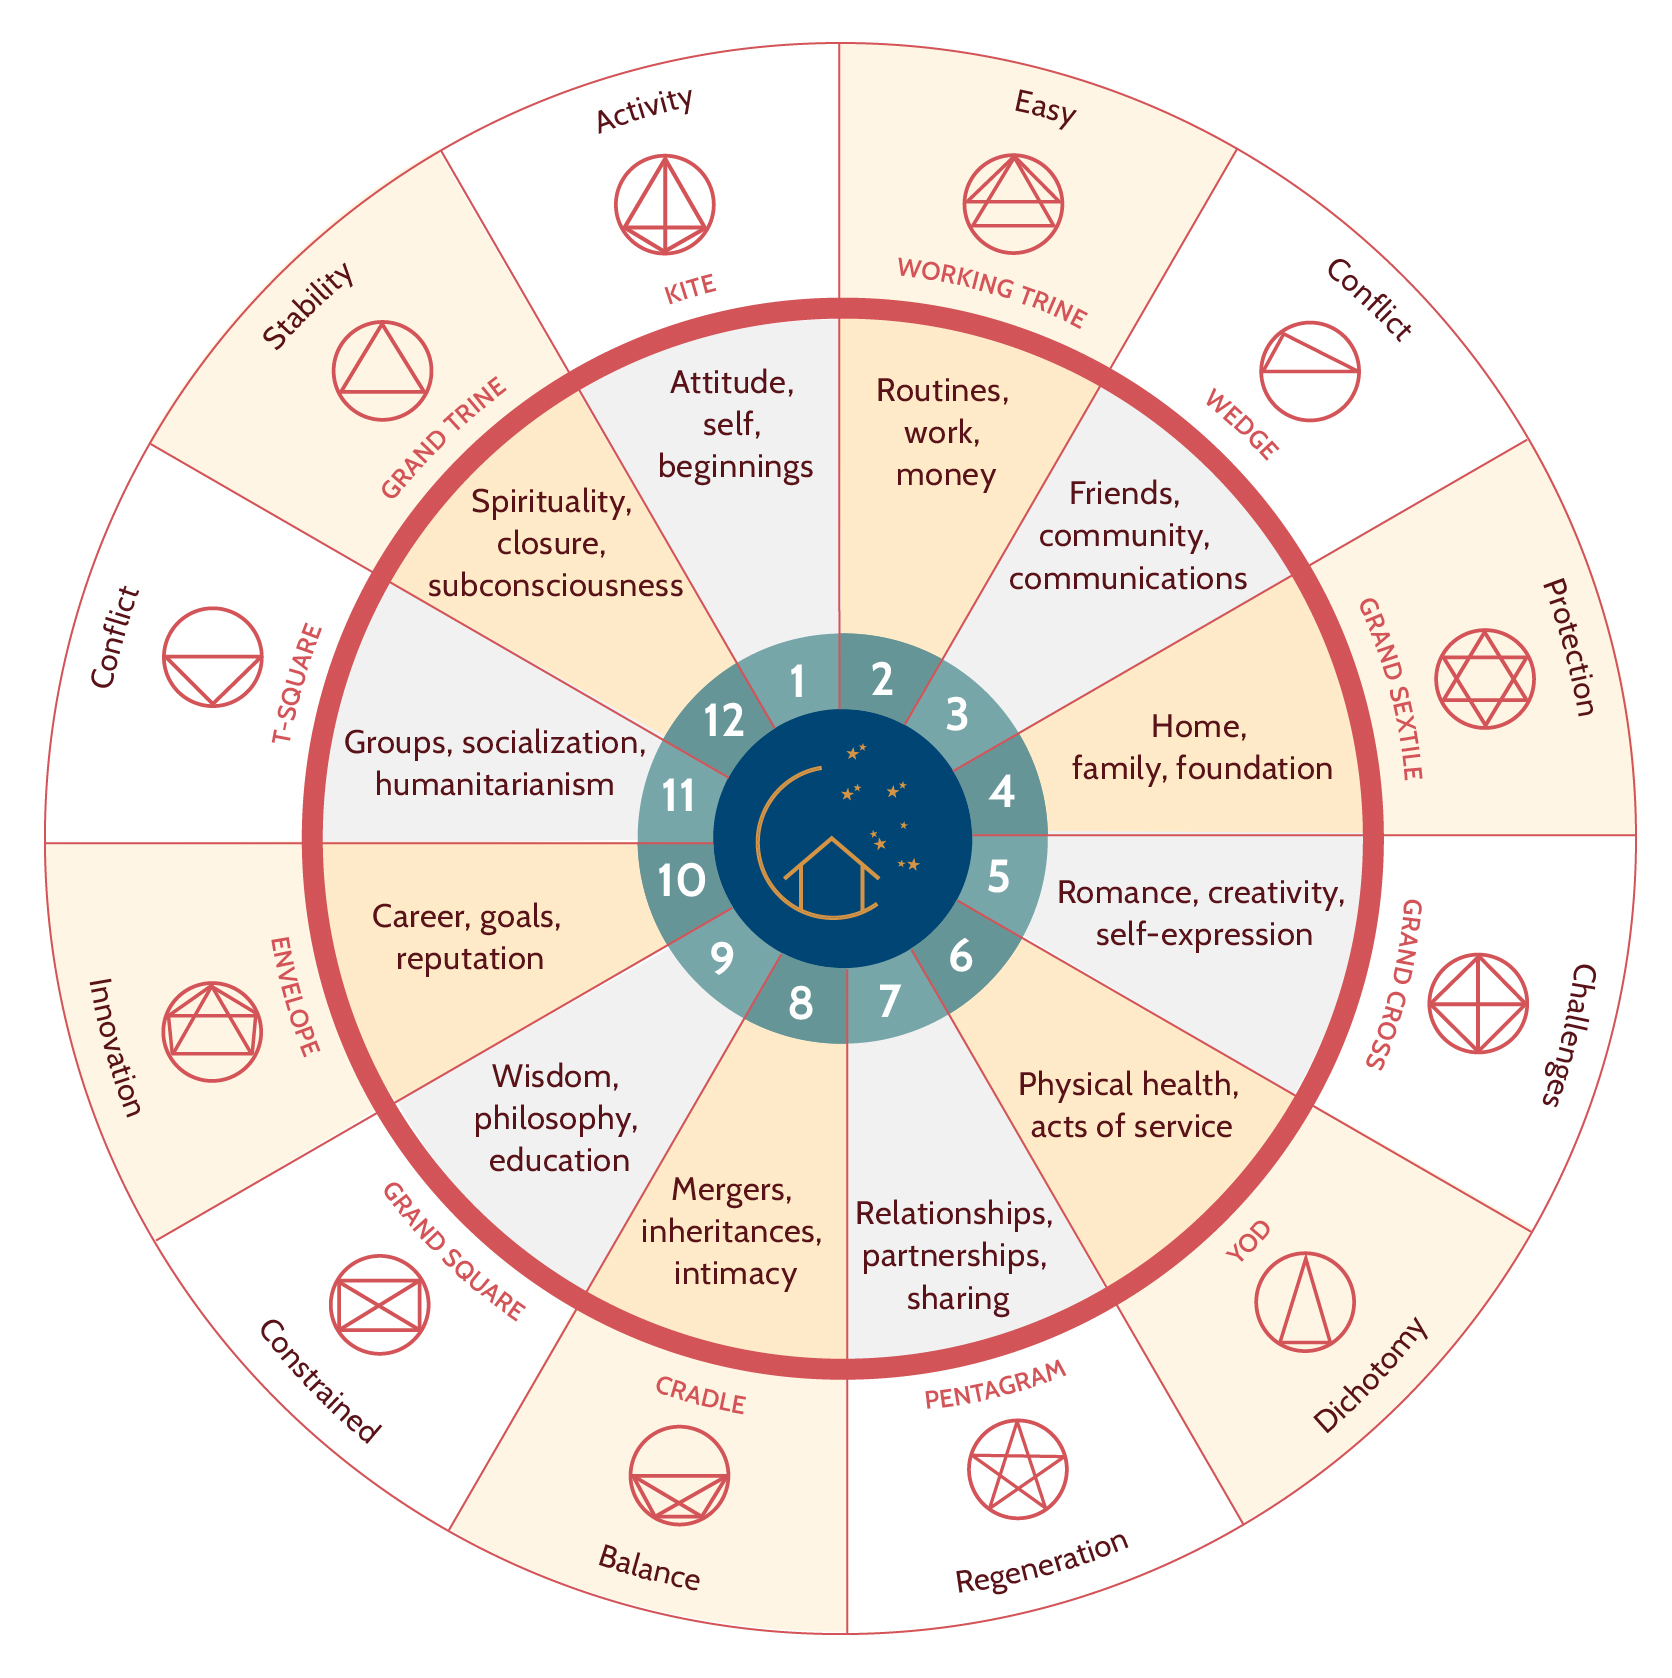 Activity
KITE
Attitude,
self,
beginnings
1
Easy
WORKING TRINE
Routines,
work,
money
2
Conflict
WEDGE
Friends,
community,
communications
3
Protection
GRAND SEXTILE
Home,
family, foundation
4
Challenges
GRAND CROSS
Romance, creativity,
self-expression
5
Dichotomy
YOD
Physical health,
acts of service
6
Regeneration
PENTAGRAM
Relationships,
partnerships,
sharing
7
Balance
CRADLE
Mergers,
inheritances,
intimacy
8
Constrained
GRAND SQUARE
Wisdom,
philosophy,
education
9
Innovation
ENVELOPE
Career, goals,
reputation
10
Conflict
T-SQUARE
Groups, socialization,
humanitarianism
11
Stability
GRAND TRINE
Spirituality,
closure,
subconsciousness
12